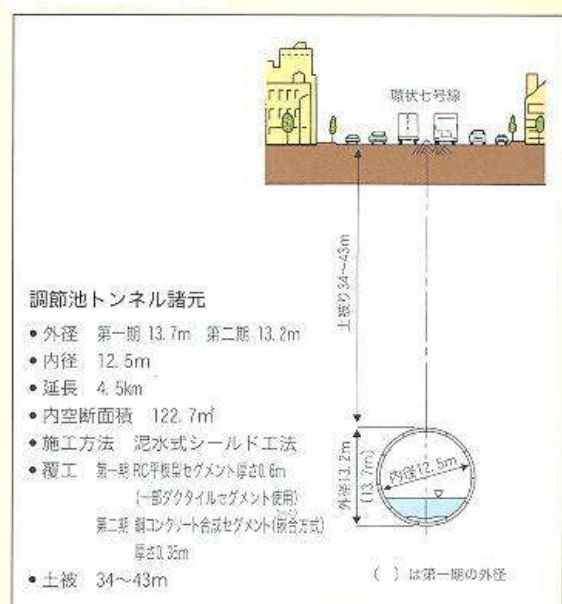 環状七号線
土被り34～43m
調節池トンネル諸元
• 外径 第一期 13.7m 第二期 13.2m
• 内径 12.5m
• 延長 4.5km
• 内空断面積 122.7㎡
• 施工方法 泥水式シールド工法
• 覆工 第一期 RC平板型セグメント厚さ0.6m
(一部ダクタイルセグメント使用)
第二期 鋼コンクリート合成セグメント(嵌合方式)
厚さ0.35m
• 土被 34～43m
外径13.2m
(13.7m)
内径12.5m
( )は第一期の外径